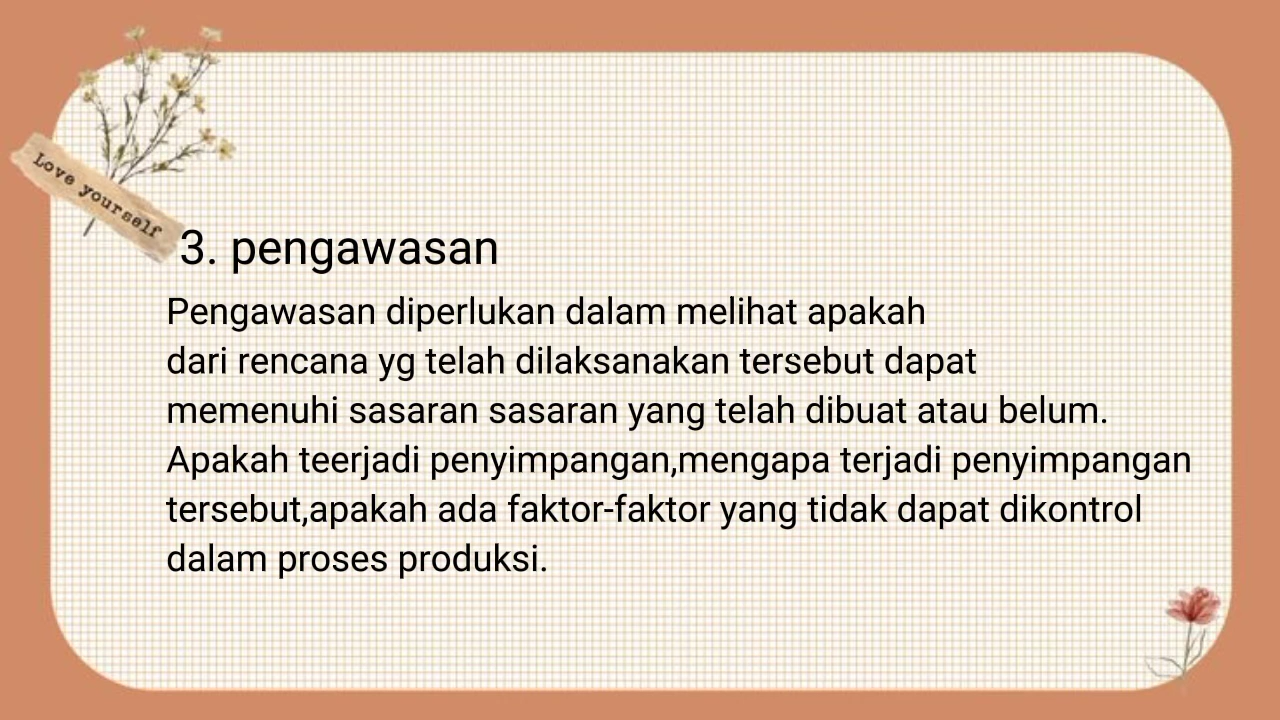 Love yourself
3. pengawasan
Pengawasan diperlukan dalam melihat apakah
dari rencana yg telah dilaksanakan tersebut dapat
memenuhi sasaran sasaran yang telah dibuat atau belum.
Apakah teerjadi penyimpangan,mengapa terjadi penyimpangan
tersebut,apakah ada faktor-faktor yang tidak dapat dikontrol
dalam proses produksi.